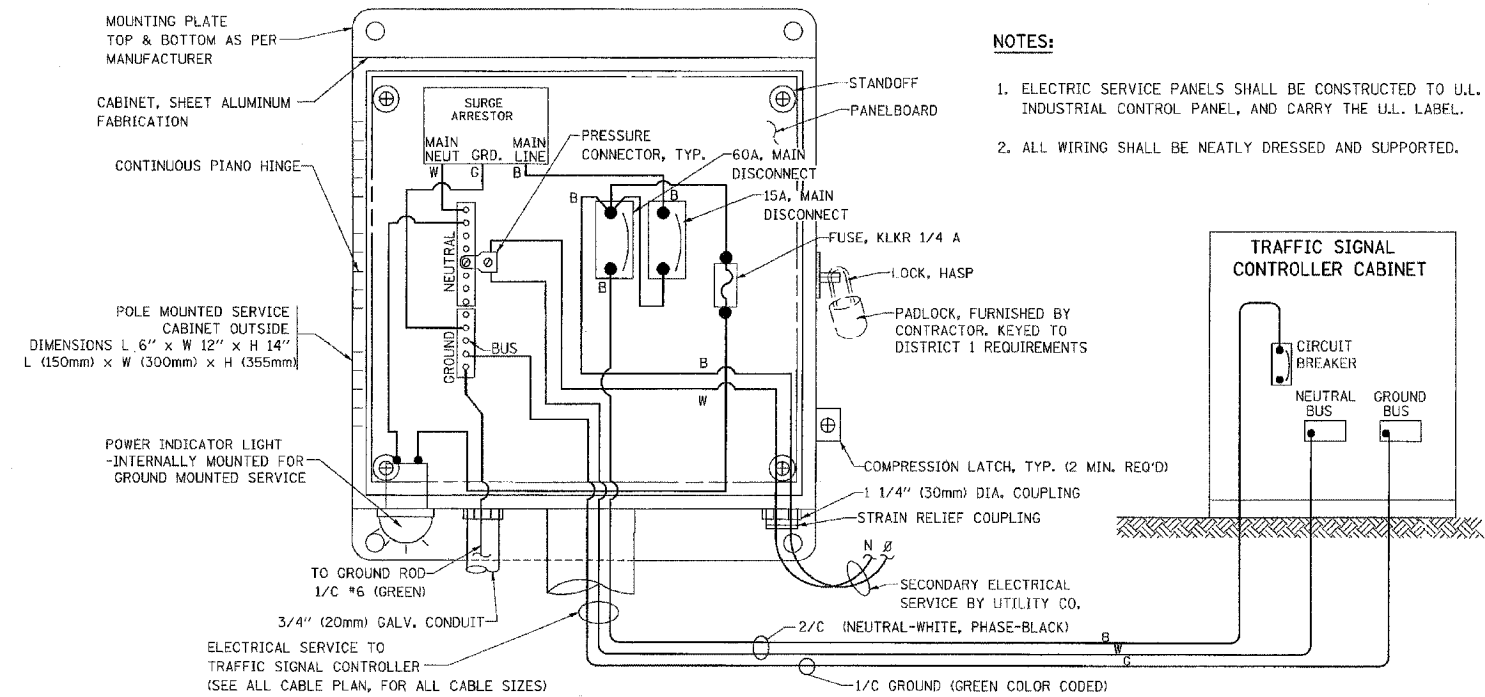 MOUNTING PLATE
TOP & BOTTOM AS PER
MANUFACTURER
CABINET, SHEET ALUMINUM
FABRICATION
CONTINUOUS PIANO HINGE
POLE MOUNTED SERVICE
CABINET OUTSIDE
DIMENSIONS L 6" x W 12" x H 14"
L (150mm) x W (300mm) x H (355mm)
POWER INDICATOR LIGHT
-INTERNALLY MOUNTED FOR
GROUND MOUNTED SERVICE
SURGE
ARRESTOR
MAIN
NEUT
GRD.
MAIN
LINE
W
G
B
PRESSURE
CONNECTOR, TYP.
NEUTRAL
GROUND
BUS
B
B
B
60A, MAIN
DISCONNECT
15A, MAIN
DISCONNECT
FUSE, KLKR 1/4 A
STANDOFF
PANELBOARD
LOCK, HASP
PADLOCK, FURNISHED BY
CONTRACTOR. KEYED TO
DISTRICT 1 REQUIREMENTS
B
W
COMPRESSION LATCH, TYP. (2 MIN. REQ'D)
1 1/4" (30mm) DIA. COUPLING
STRAIN RELIEF COUPLING
N Ø
SECONDARY ELECTRICAL
SERVICE BY UTILITY CO.
TO GROUND ROD
1/C #6 (GREEN)
3/4" (20mm) GALV. CONDUIT
ELECTRICAL SERVICE TO
TRAFFIC SIGNAL CONTROLLER
(SEE ALL CABLE PLAN, FOR ALL CABLE SIZES)
2/C (NEUTRAL-WHITE, PHASE-BLACK)
B
W
G
1/C GROUND (GREEN COLOR CODED)
NOTES:
1. ELECTRIC SERVICE PANELS SHALL BE CONSTRUCTED TO U.L.
INDUSTRIAL CONTROL PANEL, AND CARRY THE U.L. LABEL.
2. ALL WIRING SHALL BE NEATLY DRESSED AND SUPPORTED.
TRAFFIC SIGNAL
CONTROLLER CABINET
CIRCUIT
BREAKER
NEUTRAL
BUS
GROUND
BUS